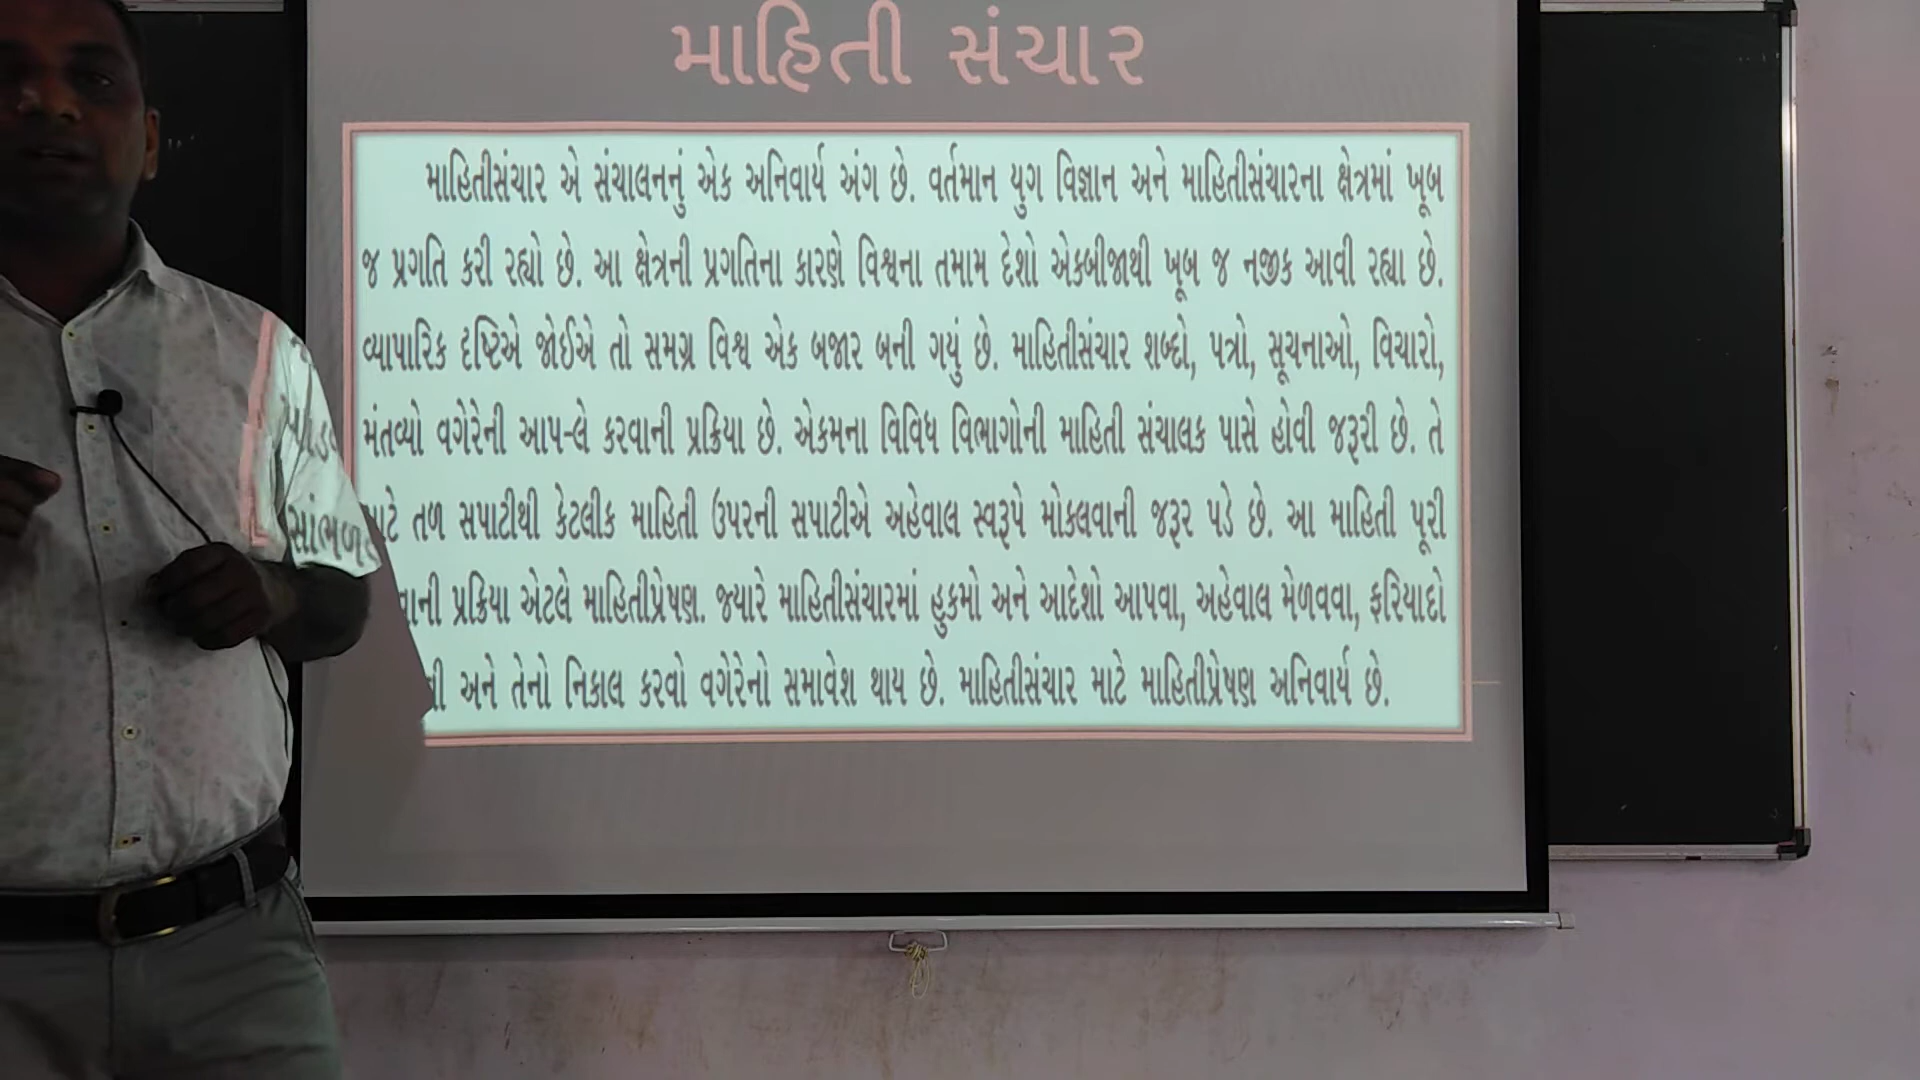 માહિતી સંચાર
માહિતીસંચાર એ સંચાલનનું એક અનિવાર્ય અંગ છે. વર્તમાન યુગ વિજ્ઞાન અને માહિતીસંચારના ક્ષેત્રમાં ખૂબ
જ પ્રગતિ કરી રહ્યો છે. આ ક્ષેત્રની પ્રગતિના કારણે વિશ્વના તમામ દેશો એકબીજાથી ખૂબ જ નજીક આવી રહ્યા છે.
વ્યાપારિક દૃષ્ટિએ જોઈએ તો સમગ્ર વિશ્વ એક બજાર બની ગયું છે. માહિતીસંચાર શબ્દો, પત્રો, સૂચનાઓ, વિચારો,
મંતવ્યો વગેરેની આપ-લે કરવાની પ્રક્રિયા છે. એકમના વિવિધ વિભાગોની માહિતી સંચાલક પાસે હોવી જરૂરી છે. તે
માટે તળ સપાટીથી કેટલીક માહિતી ઉપરની સપાટીએ અહેવાલ સ્વરૂપે મોકલવાની જરૂર પડે છે. આ માહિતી પૂરી
પ્રક્રિયા એટલે માહિતીપ્રેષણ. જ્યારે માહિતીસંચારમાં હુકમો અને આદેશો આપવા, અહેવાલ મેળવવા, ફરિયાદો
અને તેનો નિકાલ કરવો વગેરેનો સમાવેશ થાય છે. માહિતીસંચાર માટે માહિતીપ્રેષણ અનિવાર્ય છે.